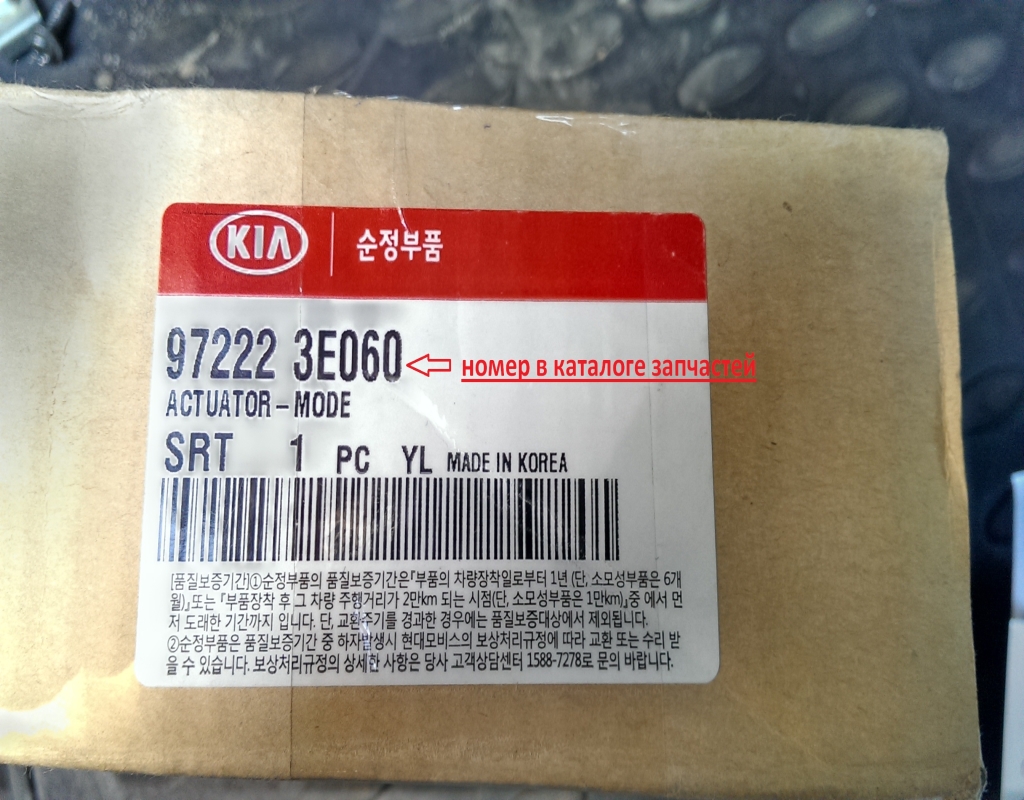 KIA 순정부품
97222 3E060 номер в каталоге запчастей
ACTUATOR-MODE
SRT 1 PC YL MADE IN KOREA
[품질보증기간]①순정부품의 품질보증기간은｢부품의 차량장착일로부터 1년 (단, 소모성부품은 6개
월)｣또는 ｢부품장착 후 그 차량 주행거리가 2만km 되는 시점(단, 소모성부품은 1만km)｣중 에서 먼
저 도래한 기간까지 입니다. 단, 교환주기를 경과한 경우에는 품질보증대상에서 제외됩니다.
②순정부품은 품질보증기간 중 하자발생시 현대모비스의 보상처리규정에 따라 교환 또는 수리 받
을 수 있습니다. 보상처리규정의 상세한 사항은 당사 고객상담센터 1588-7278로 문의 바랍니다.